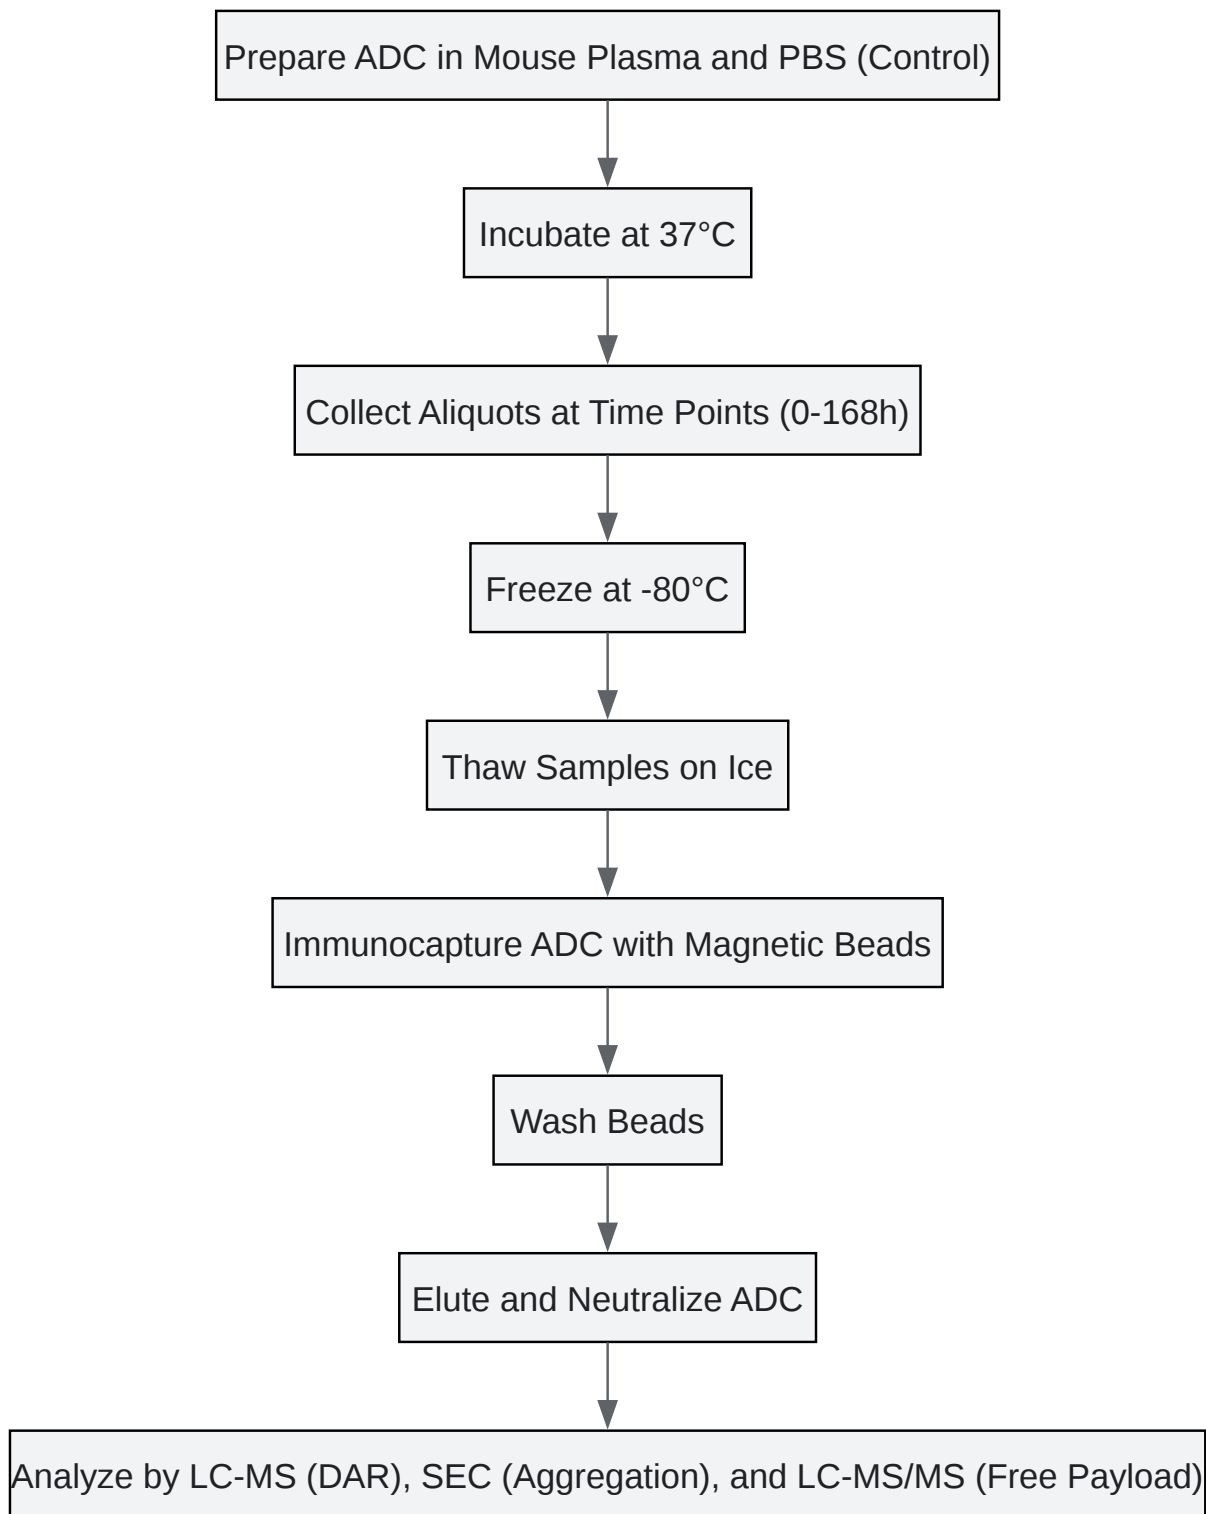 Prepare ADC in Mouse Plasma and PBS (Control)
Incubate at 37°C
Collect Aliquots at Time Points (0-168h)
Freeze at -80°C
Thaw Samples on Ice
Immunocapture ADC with Magnetic Beads
Wash Beads
Elute and Neutralize ADC
Analyze by LC-MS (DAR), SEC (Aggregation), and LC-MS/MS (Free Payload)